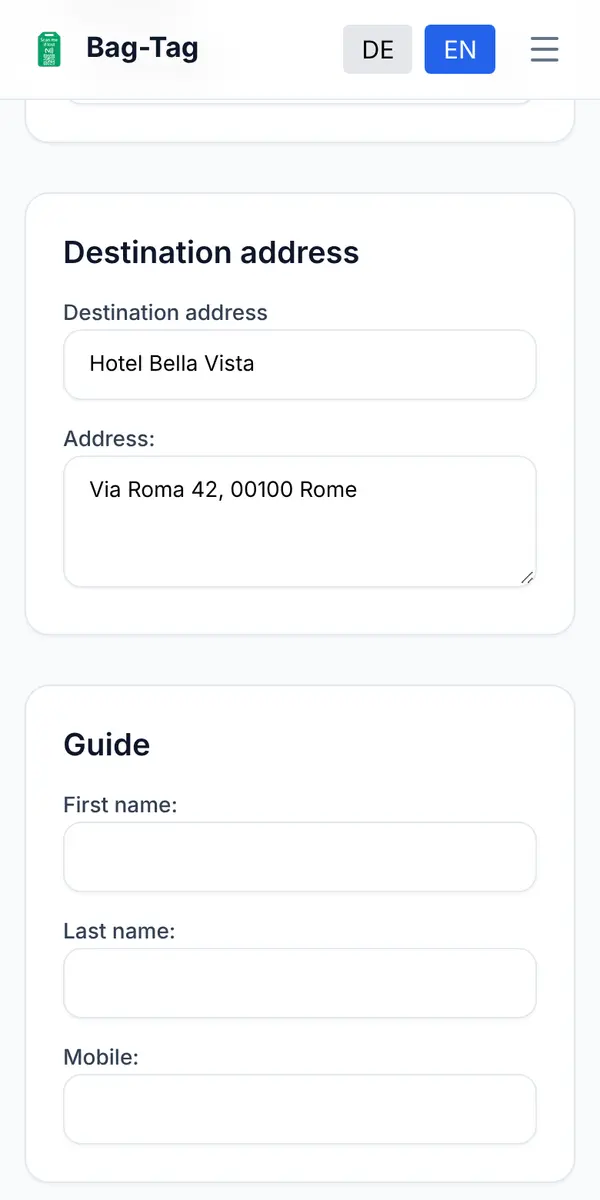 Bag-Tag
DE
EN
Destination address
Destination address
Hotel Bella Vista
Address:
Via Roma 42, 00100 Rome
Guide
First name:
Last name:
Mobile: